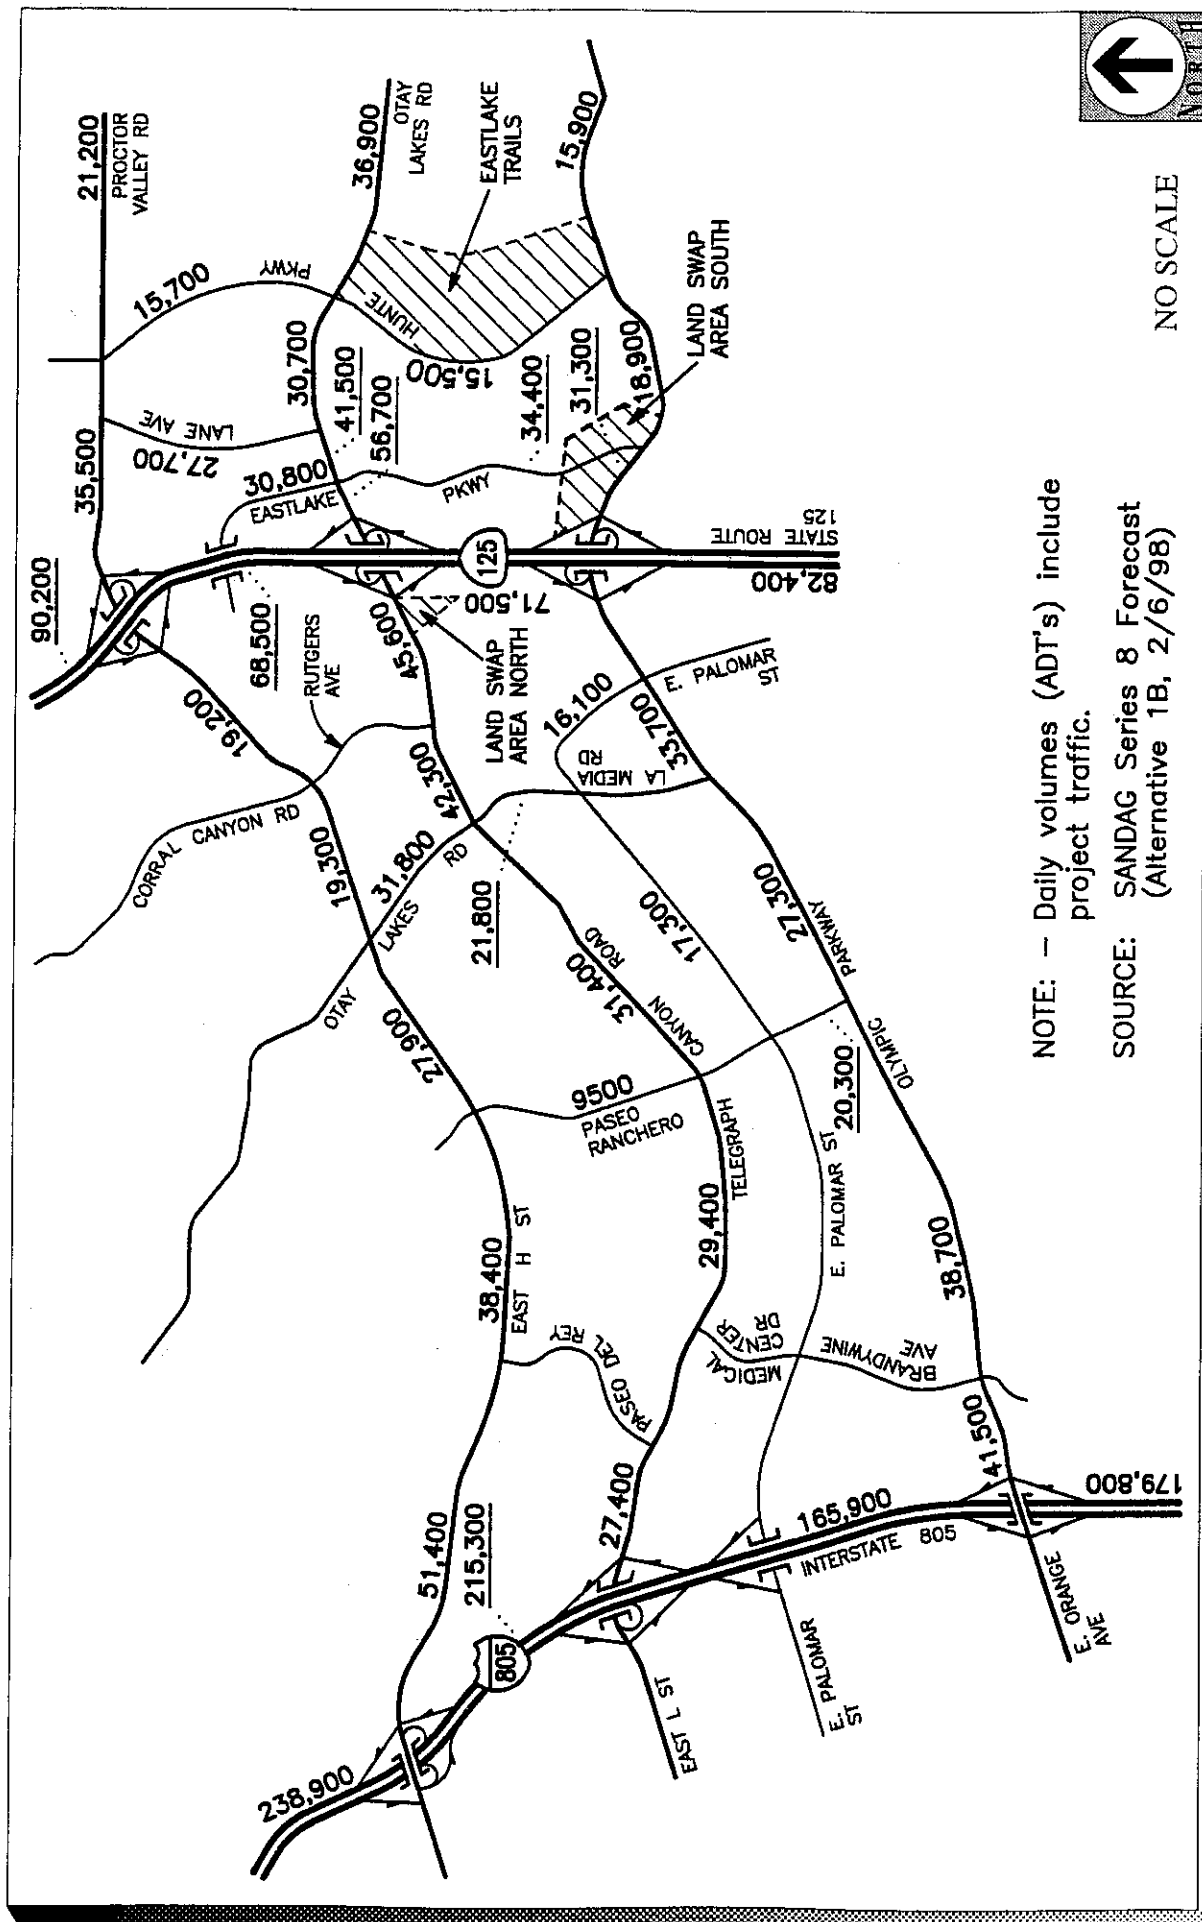 238,900
805
215,300
51,400
38,400
EAST H ST
27,900
19,300
19,200
90,200
35,500
21,200
PROCTOR
VALLEY RD
15,700
HUNTE
PKWY
LANE AVE
27,700
68,500
30,800
EASTLAKE
PKWY
RUTGERS
AVE
CORRAL CANYON RD
OTAY
LAKES
RD
31,800
36,900
OTAY
LAKES RD
30,700
41,500
56,700
EASTLAKE
TRAILS
15,500
34,400
31,300
18,900
15,900
LAND SWAP
AREA SOUTH
125
71,500
STATE ROUTE
125
82,400
45,600
LAND SWAP
AREA NORTH
42,300
21,800
LA MEDIA
RD
16,100
E. PALOMAR
ST
33,700
17,300
31,400
TELEGRAPH
CANYON
ROAD
9500
PASEO
RANCHERO
29,400
27,400
PASEO DEL REY
EAST L ST
E. PALOMAR
ST
E. PALOMAR ST
MEDICAL
CENTER
DR
BRANDYWINE
AVE
165,900
INTERSTATE 805
179,800
E. ORANGE
AVE
41,500
38,700
20,300
27,300
OLYMPIC
PARKWAY
NOTE: - Daily volumes (ADT's) include
project traffic.
SOURCE: SANDAG Series 8 Forecast
(Alternative 1B, 2/6/98)
NO SCALE
NORTH